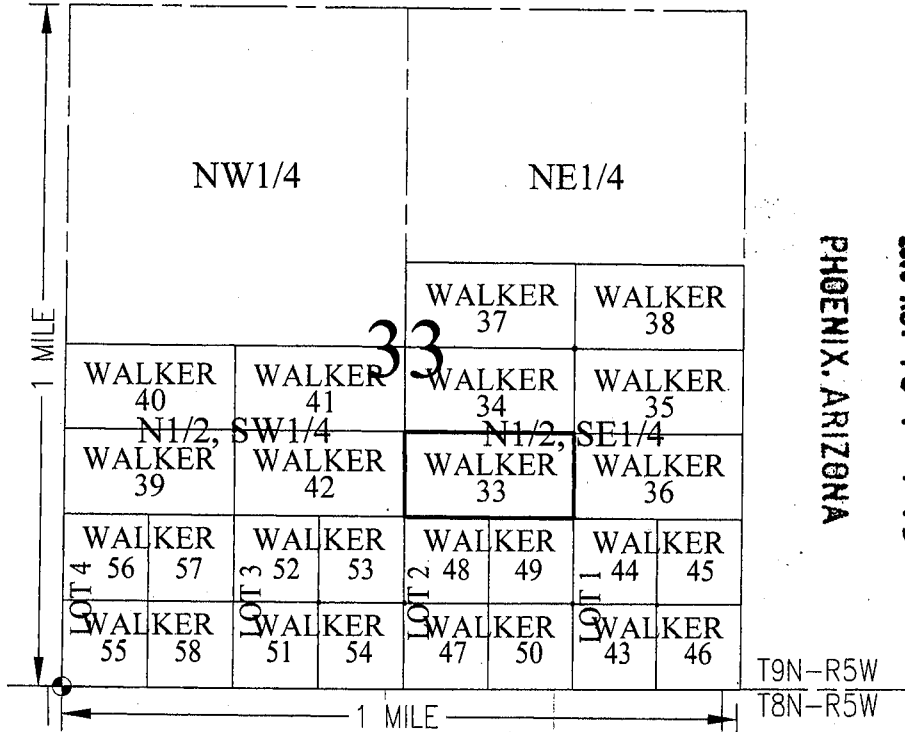 NW1/4
NE1/4
1 MILE
WALKER
37
WALKER
38
33
WALKER
40
WALKER
41
WALKER
34
WALKER
35
N1/2, SW1/4
N1/2, SE1/4
WALKER
39
WALKER
42
WALKER
33
WALKER
36
LOT 4
WALKER
56 57
LOT 3
WALKER
52 53
LOT 2
WALKER
48 49
LOT 1
WALKER
44 45
WALKER
55 58
WALKER
51 54
WALKER
47 50
WALKER
43 46
T9N-R5W
T8N-R5W
1 MILE
PHOENIX, ARIZONA